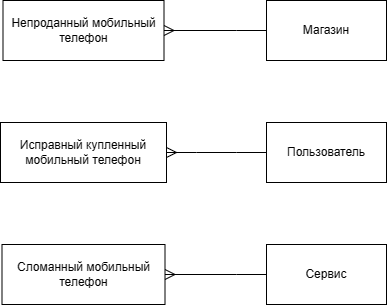 Непроданный мобильный
телефон
Магазин
Исправный купленный
мобильный телефон
Пользователь
Сломанный мобильный
телефон
Сервис